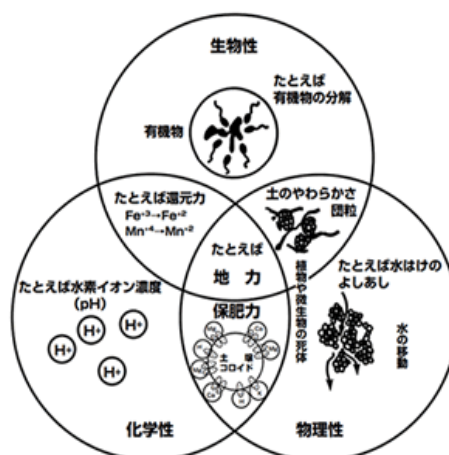 生物性
たとえば
有機物の分解
有機物
たとえば還元力
Fe+3→Fe+2
Mn+4→Mn+2
土のやわらかさ
団粒
たとえば
地力
植物や微生物の死体
たとえば水はけの
よしあし
水の移動
たとえば水素イオン濃度
(pH)
H+
H+
H+
H+
保肥力
土壌
コロイド
化学性
物理性